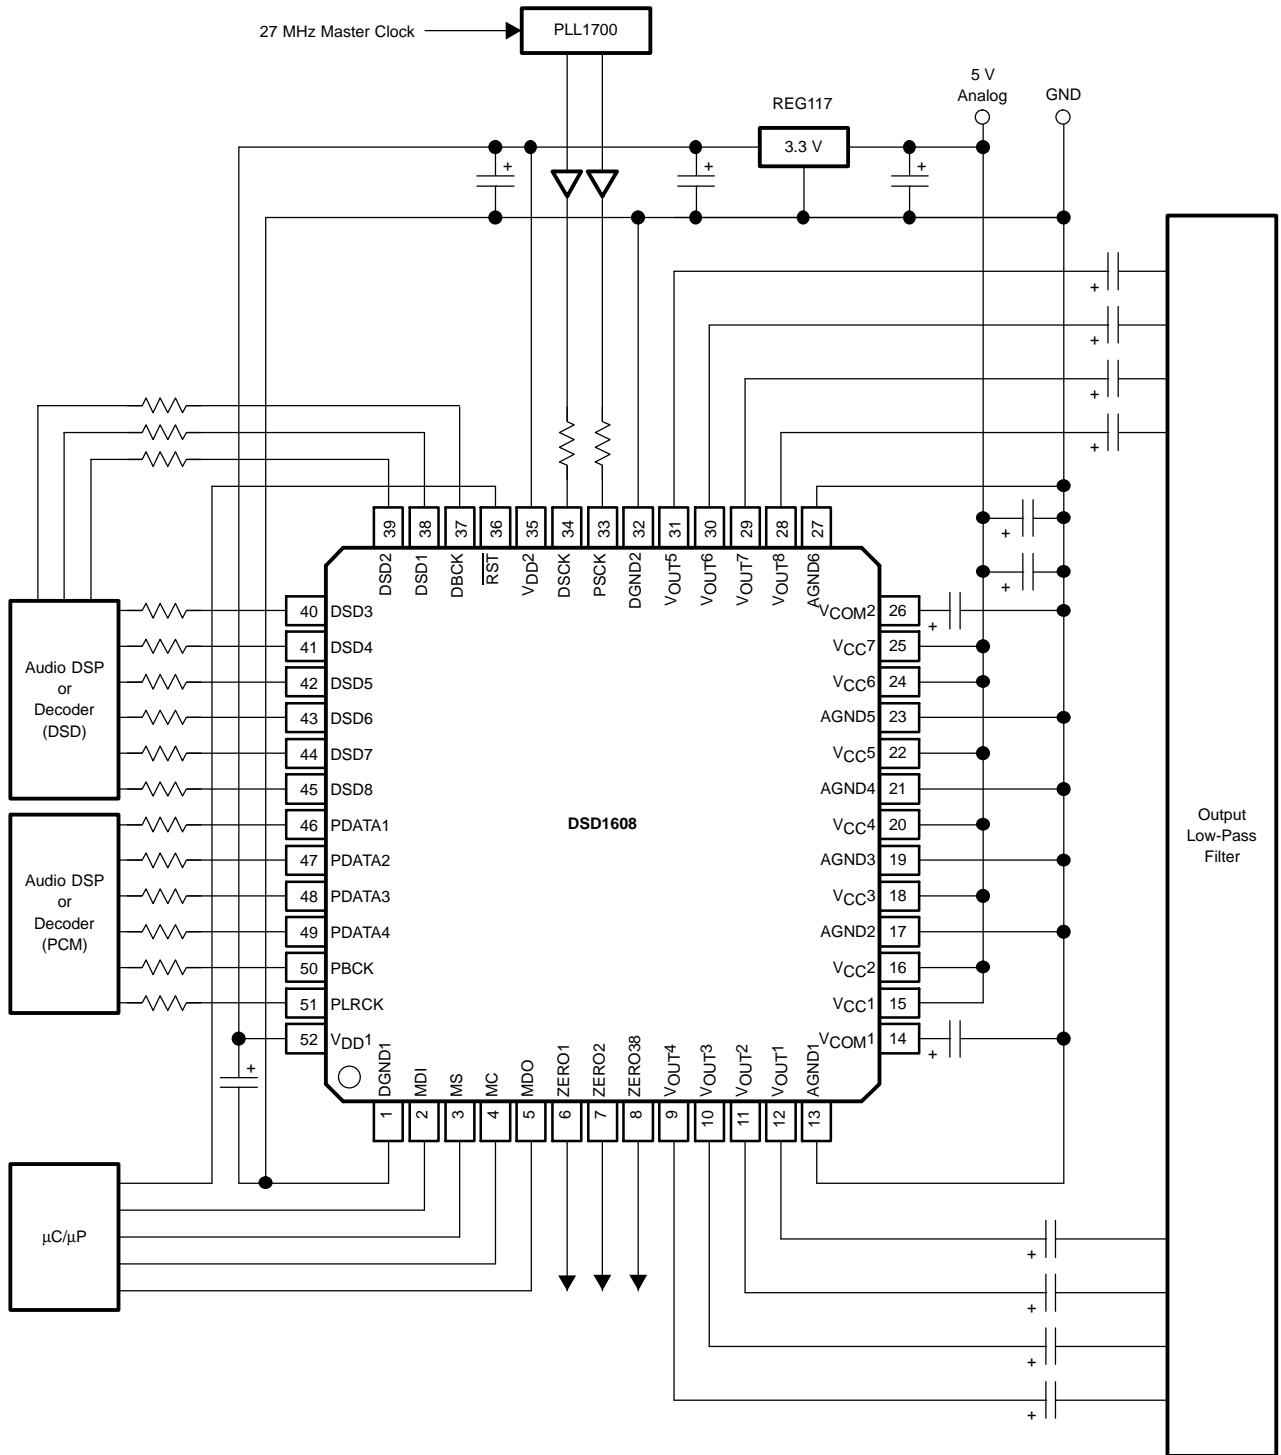 PLL1700
27 MHz Master Clock
5 V
Analog
GND
REG117
3.3 V
+
+
+
+
+
+
+
39
38
37
36
35
34
33
32
31
30
29
28
27
DSD2
DSD1
DBCK
RST
VDD2
DSCK
PSCK
DGND2
VOUT5
VOUT6
VOUT7
VOUT8
AGND6
+
+
Audio DSP
or
Decoder
(DSD)
40 DSD3
41 DSD4
42 DSD5
43 DSD6
44 DSD7
45 DSD8
Audio DSP
or
Decoder
(PCM)
46 PDATA1
47 PDATA2
48 PDATA3
49 PDATA4
50 PBCK
51 PLRCK
52 VDD1
+
DSD1608
VCOM2 26
+
VCC7 25
VCC6 24
AGND5 23
VCC5 22
AGND4 21
VCC4 20
AGND3 19
VCC3 18
AGND2 17
VCC2 16
VCC1 15
VCOM1 14
+
Output
Low-Pass
Filter
DGND1
MDI
MS
MC
MDO
ZERO1
ZERO2
ZERO38
VOUT4
VOUT3
VOUT2
VOUT1
AGND1
1
2
3
4
5
6
7
8
9
10
11
12
13
μC/μP
+
+
+
+